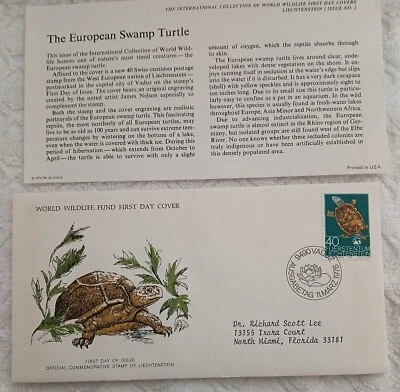 THE INTERNATIONAL COLLECTION OF WORLD WILDLIFE FIRST DAY COVERS
LIECHTENSTEIN / ISSUE NO. 2
The European Swamp Turtle
This issue of the International Collection of World Wild-
life honors one of nature's most timid creatures — the
European swamp turtle.
Affixed to the cover is a new 40 Swiss centimes postage
stamp from the West European nation of Liechtenstein —
postmarked in the capital city of Vaduz on the stamp's
First Day of Issue. The cover bears an original engraving
created by the noted artist James Nelson especially to
complement the stamp.
Both the stamp and the cover engraving are realistic
portrayals of the European swamp turtle. This fascinating
reptile, the most northerly of all European turtles, may
live to be as old as 100 years and can survive extreme tem-
perature changes by wintering on the bottom of a lake,
even when the water is covered with thick ice. During this
period of hibernation — which extends from October to
April — the turtle is able to survive with only a slight
amount of oxygen, which the reptile absorbs through
its skin.
The European swamp turtle lives around clear, unde-
veloped lakes with dense vegetation on the shore. It en-
joys sunning itself in seclusion at the water's edge but slips
into the water if it is disturbed. It has a very dark carapace
(shell) with yellow speckles and is approximately eight to
ten inches long. Due to its small size this turtle is particu-
larly easy to confine as a pet in an aquarium. In the wild
however, this species is usually found in fresh-water lakes
throughout Europe, Asia Minor and Northwestern Africa.
Due to advancing industrialization, the European
swamp turtle is almost extinct in the Rhine region of Ger-
many, but isolated groups are still found west of the Elbe
River. No one knows whether these secluded colonies are
truly indigenous or have been artificially established in
this densely populated area.
Printed in U.S.A.
WORLD WILDLIFE FUND FIRST DAY COVER
40
FÜRSTENTUM
LIECHTENSTEIN
9490 VADUZ
AUSGABETAG 11. MÄRZ 1976
Dr. Richard Scott Lee
13155 Ixora Court
North Miami, Florida 33181
FIRST DAY OF ISSUE
OFFICIAL COMMEMORATIVE STAMP OF LIECHTENSTEIN